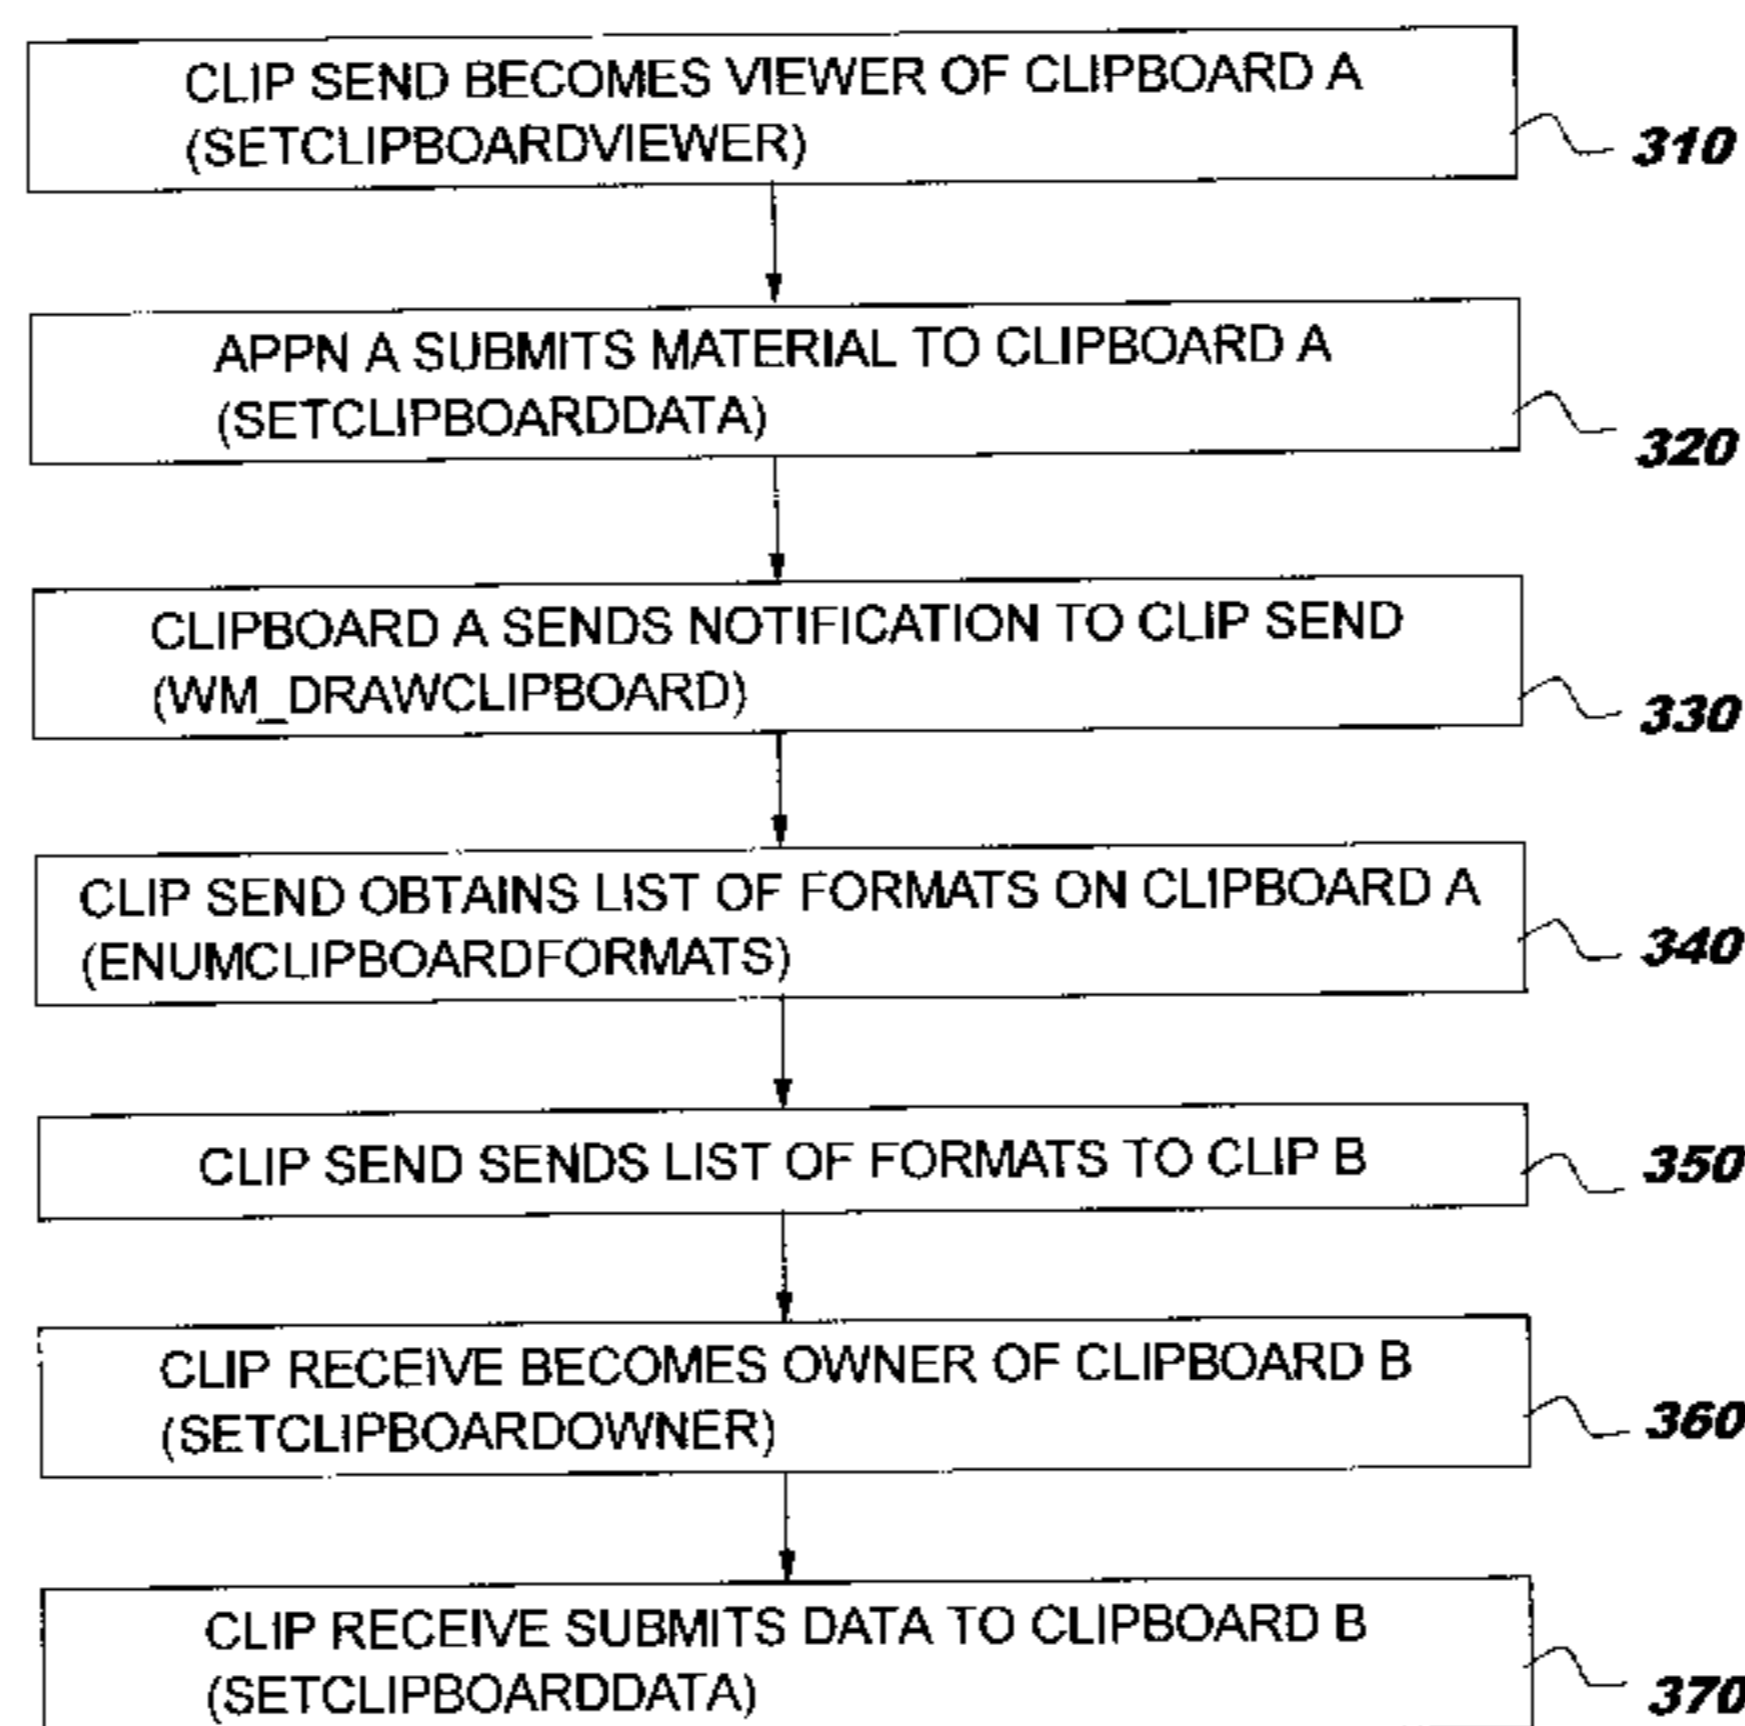 CLIP SEND BECOMES VIEWER OF CLIPBOARD A
(SETCLIPBOARDVIEWER)
310
APPN A SUBMITS MATERIAL TO CLIPBOARD A
(SETCLIPBOARDDATA)
320
CLIPBOARD A SENDS NOTIFICATION TO CLIP SEND
(WM_DRAWCLIPBOARD)
330
CLIP SEND OBTAINS LIST OF FORMATS ON CLIPBOARD A
(ENUMCLIPBOARDFORMATS)
340
CLIP SEND SENDS LIST OF FORMATS TO CLIP B
350
CLIP RECEIVE BECOMES OWNER OF CLIPBOARD B
(SETCLIPBOARDOWNER)
360
CLIP RECEIVE SUBMITS DATA TO CLIPBOARD B
(SETCLIPBOARDDATA)
370